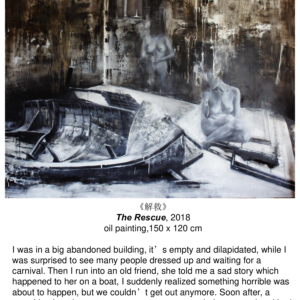 《解救》
The Rescue, 2018
oil painting,150 x 120 cm
I was in a big abandoned building, it’s empty and dilapidated, while I
was surprised to see many people dressed up and waiting for a
carnival. Then I run into an old friend, she told me a sad story which
happened to her on a boat, I suddenly realized something horrible was
about to happen, but we couldn’t get out anymore. Soon after, a